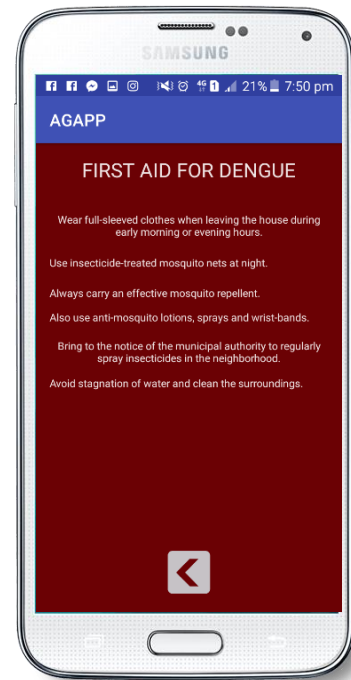 SAMSUNG
4G 1 21% 7:50 pm
AGAPP
FIRST AID FOR DENGUE
Wear full-sleeved clothes when leaving the house during
early morning or evening hours.
Use insecticide-treated mosquito nets at night.
Always carry an effective mosquito repellent.
Also use anti-mosquito lotions, sprays and wrist-bands.
Bring to the notice of the municipal authority to regularly
spray insecticides in the neighborhood.
Avoid stagnation of water and clean the surroundings.